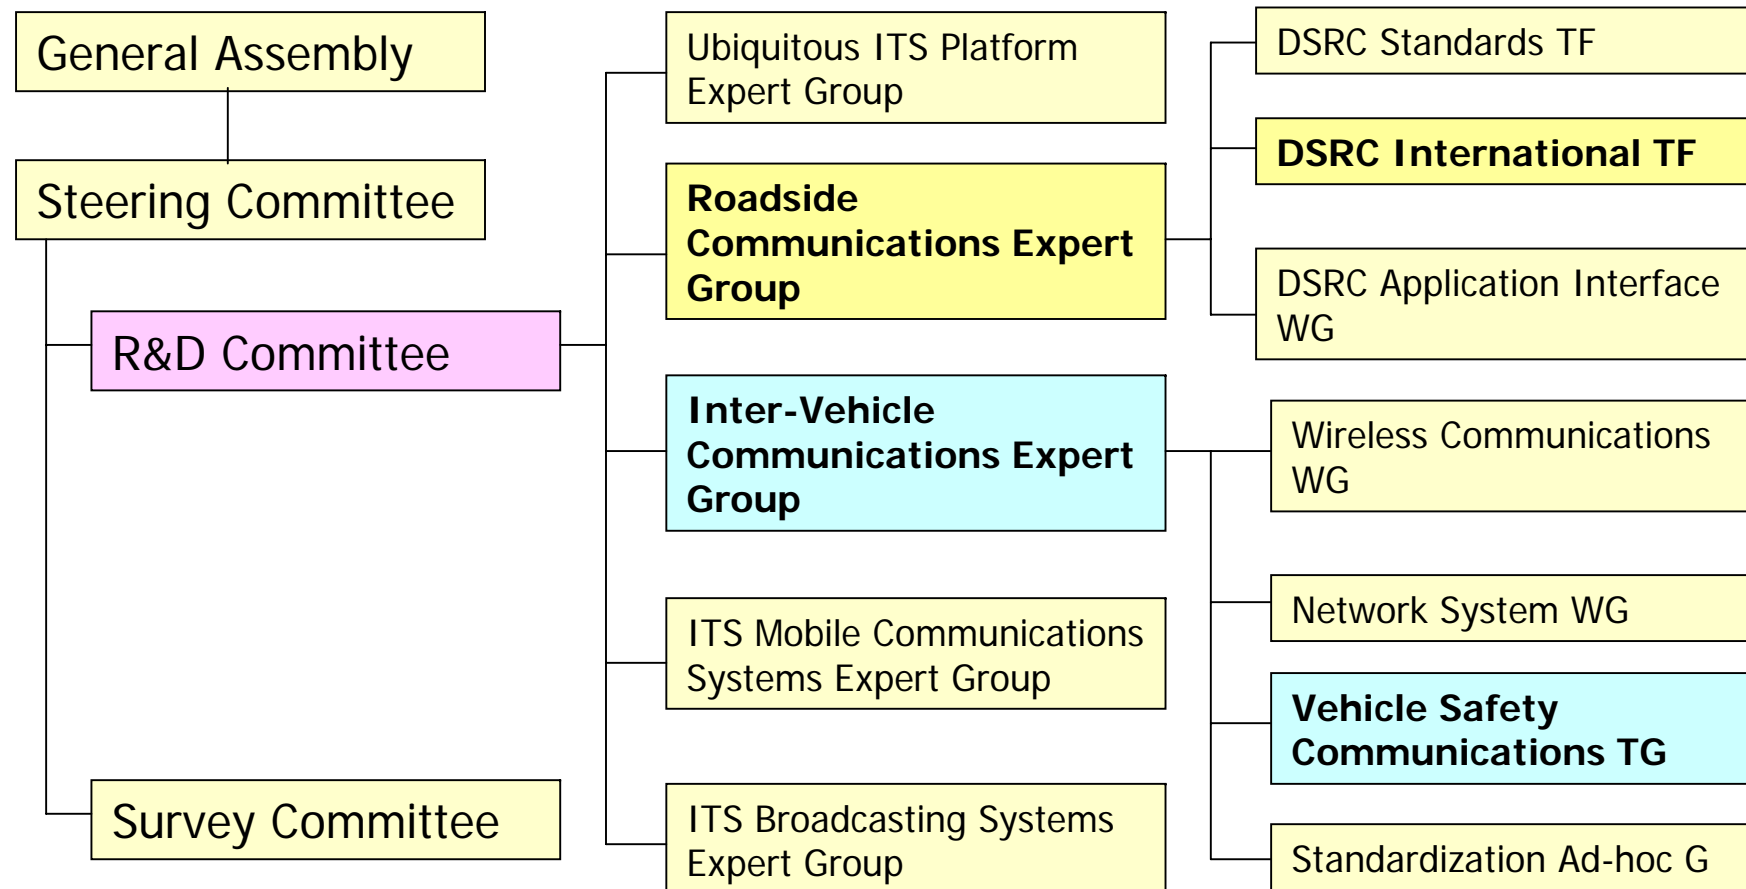 General Assembly
Steering Committee
R&D Committee
Survey Committee
Ubiquitous ITS Platform
Expert Group
Roadside
Communications Expert
Group
Inter-Vehicle
Communications Expert
Group
ITS Mobile Communications
Systems Expert Group
ITS Broadcasting Systems
Expert Group
DSRC Standards TF
DSRC International TF
DSRC Application Interface
WG
Wireless Communications
WG
Network System WG
Vehicle Safety
Communications TG
Standardization Ad-hoc G